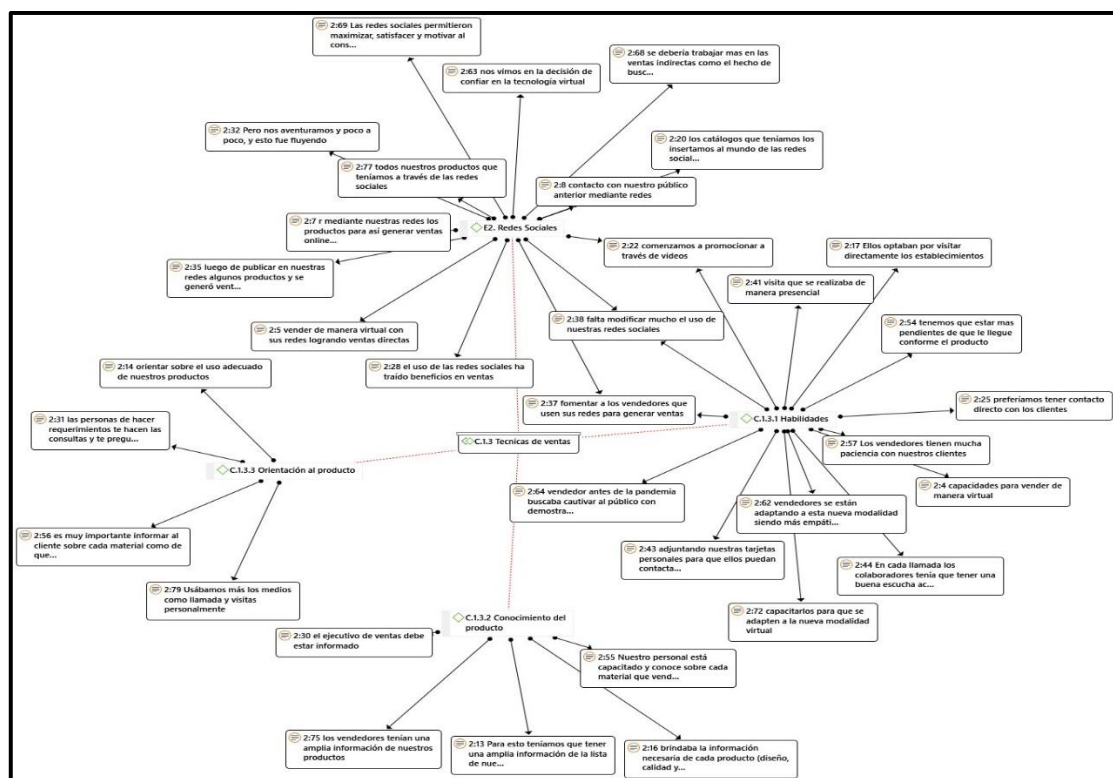 2:69 Las redes sociales permitieron
maximizar, satisfacer y motivar al
cons...
2:68 se debería trabajar mas en las
ventas indirectas como el hecho de
busc...
2:63 nos vimos en la decisión de
confiar en la tecnología virtual
2:32 Pero nos aventuramos y poco a
poco, y esto fue fluyendo
2:20 los catálogos que teníamos los
insertamos al mundo de las redes
social...
2:77 todos nuestros productos que
teníamos a través de las redes
sociales
2:8 contacto con nuestro público
anterior mediante redes
2:7 r mediante nuestras redes los
productos para así generar ventas
online...
E2. Redes Sociales
2:22 comenzamos a promocionar a
través de videos
2:17 Ellos optaban por visitar
directamente los establecimientos
2:35 luego de publicar en nuestras
redes algunos productos y se
generó vent...
2:41 visita que se realizaba de
manera presencial
2:5 vender de manera virtual con
sus redes logrando ventas directas
2:38 falta modificar mucho el uso de
nuestras redes sociales
2:54 tenemos que estar mas
pendientes de que le llegue
conforme el producto
2:14 orientar sobre el uso adecuado
de nuestros productos
2:28 el uso de las redes sociales ha
traído beneficios en ventas
2:37 fomentar a los vendedores que
usen sus redes para generar ventas
2:25 preferíamos tener contacto
directo con los clientes
C.1.3.1 Habilidades
2:31 las personas de hacer
requerimientos te hacen las
consultas y te pregu...
C.1.3 Tecnicas de ventas
2:57 Los vendedores tienen mucha
paciencia con nuestros clientes
C.1.3.3 Orientación al producto
2:4 capacidades para vender de
manera virtual
2:64 vendedor antes de la pandemia
buscaba cautivar al público con
demostra...
2:62 vendedores se están
adaptando a esta nueva modalidad
siendo más empáti...
2:56 es muy importante informar al
cliente sobre cada material como de
que...
2:43 adjuntando nuestras tarjetas
personales para que ellos puedan
contacta...
2:44 En cada llamada los
colaboradores tenía que tener una
buena escucha ac...
2:79 Usábamos más los medios
como llamada y visitas
personalmente
2:72 capacitarlos para que se
adapten a la nueva modalidad
virtual
C.1.3.2 Conocimiento del
producto
2:30 el ejecutivo de ventas debe
estar informado
2:55 Nuestro personal está
capacitado y conoce sobre cada
material que vend...
2:75 los vendedores tenían una
amplia información de nuestros
productos
2:13 Para esto teníamos que tener
una amplia información de la lista
de nue...
2:16 brindaba la información
necesaria de cada producto (diseño,
calidad y...